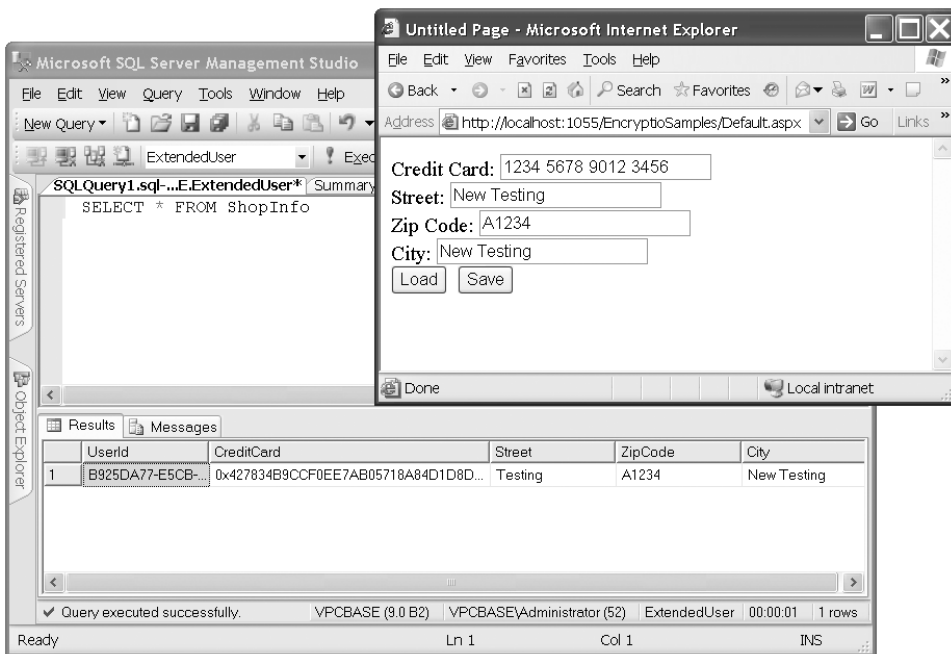 Untitled Page - Microsoft Internet Explorer
File Edit View Favorites Tools Help
Back Search Favorites
Address http://localhost:1055/EncryptioSamples/Default.aspx Go Links
Credit Card: 1234 5678 9012 3456
Street: New Testing
Zip Code: A1234
City: New Testing
Load Save
Done Local intranet
Microsoft SQL Server Management Studio
File Edit View Query Tools Window Help
New Query
ExtendedUser ! Exec
SQLQuery1.sql-...E.ExtendedUser* Summary
SELECT * FROM ShopInfo
Registered Servers
Object Explorer
Results Messages
UserId CreditCard Street ZipCode City
1 B925DA77-E5CB-... 0x427834B9CCF0EE7AB05718A84D1D8D... Testing A1234 New Testing
Query executed successfully. VPCBASE (9.0 B2) VPCBASE\Administrator (52) ExtendedUser 00:00:01 1 rows
Ready Ln 1 Col 1 INS